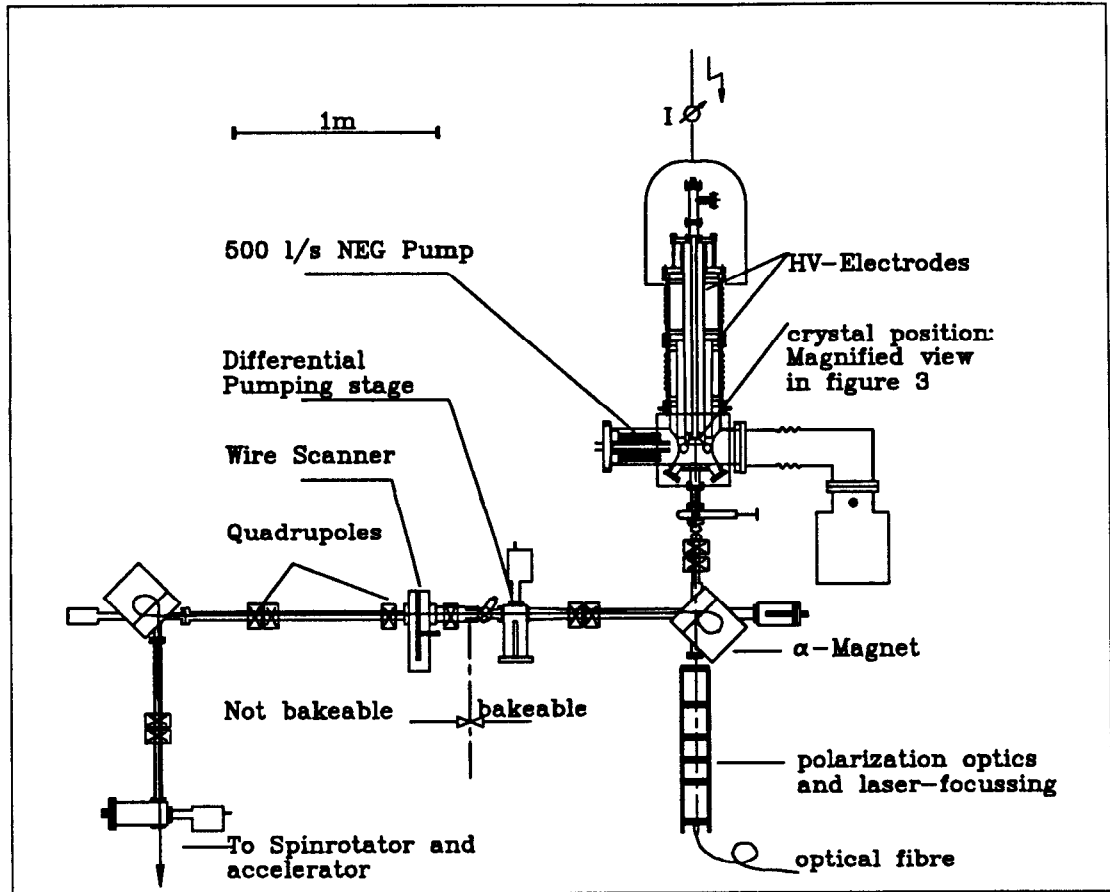 1m
I
500 l/s NEG Pump
HV-Electrodes
crystal position:
Magnified view
in figure 3
Differential
Pumping stage
Wire Scanner
Quadrupoles
α-Magnet
Not bakeable
bakeable
polarization optics
and laser-focussing
To Spinrotator and
accelerator
optical fibre